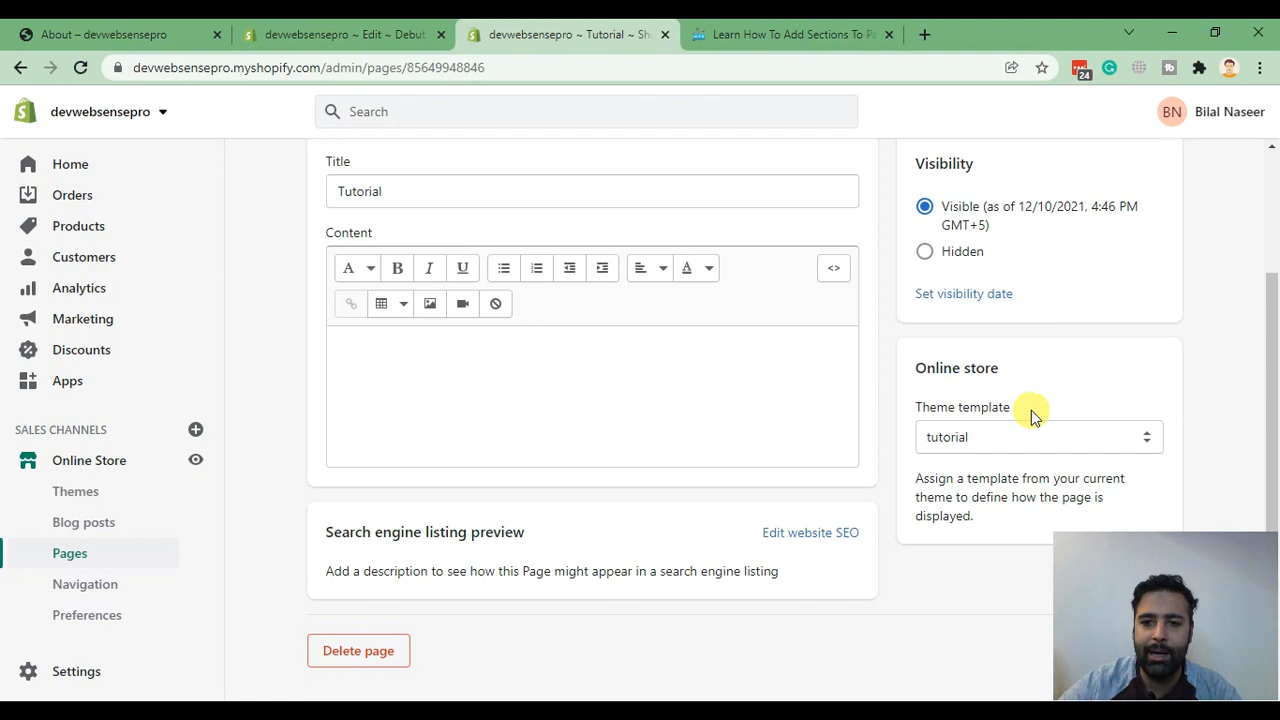 About – devwebsensepro
devwebsensepro ~ Edit ~ Debut
devwebsensepro ~ Tutorial ~ Sh
Learn How To Add Sections To Pa
devwebsensepro.myshopify.com/admin/pages/85649948846
24
devwebsensepro
Search
BN
Bilal Naseer
Home
Orders
Products
Customers
Analytics
Marketing
Discounts
Apps
SALES CHANNELS
Online Store
Themes
Blog posts
Pages
Navigation
Preferences
Settings
Title
Tutorial
Content
A
B
I
U
A
<>
Search engine listing preview
Edit website SEO
Add a description to see how this Page might appear in a search engine listing
Delete page
Visibility
Visible (as of 12/10/2021, 4:46 PM
GMT+5)
Hidden
Set visibility date
Online store
Theme template
tutorial
Assign a template from your current
theme to define how the page is
displayed.